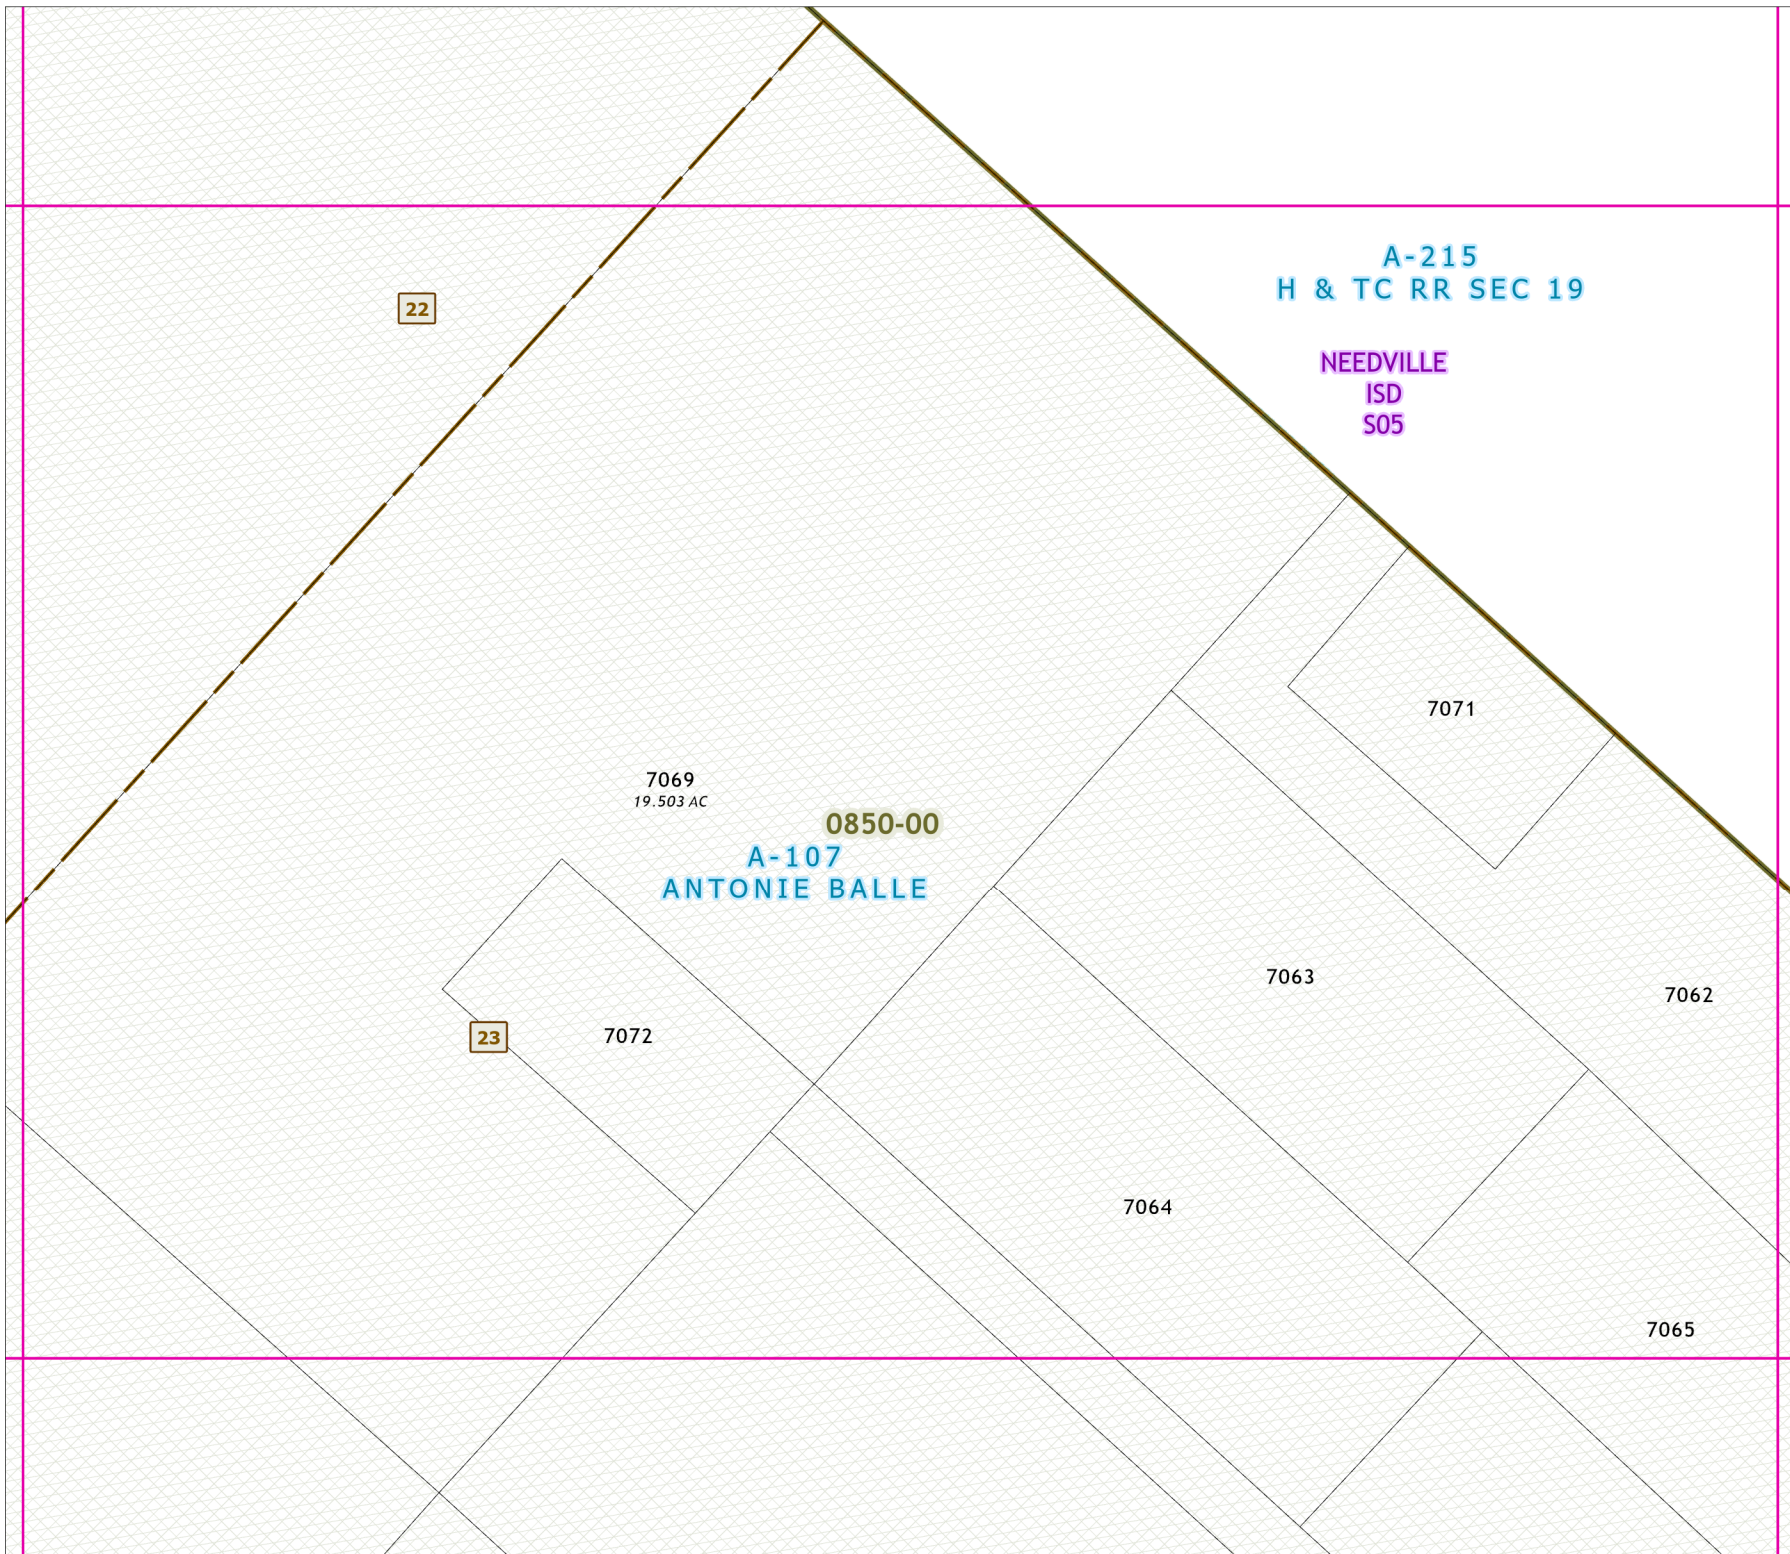 A-215
H & TC RR SEC 19
22
NEEDVILLE
ISD
S05
7071
7069
19.503 AC
0850-00
A-107
ANTONIE BALLE
7063
7062
23
7072
7064
7065